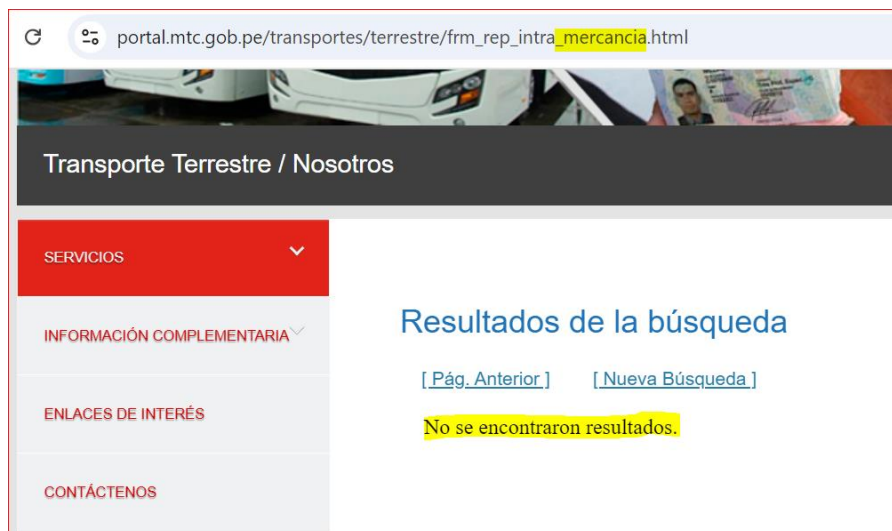 portal.mtc.gob.pe/transportes/terrestre/frm_rep_intra_mercancia.html
Transporte Terrestre / Nosotros
SERVICIOS
INFORMACIÓN COMPLEMENTARIA
ENLACES DE INTERÉS
CONTÁCTENOS
Resultados de la búsqueda
[ Pág. Anterior ] [ Nueva Búsqueda ]
No se encontraron resultados.